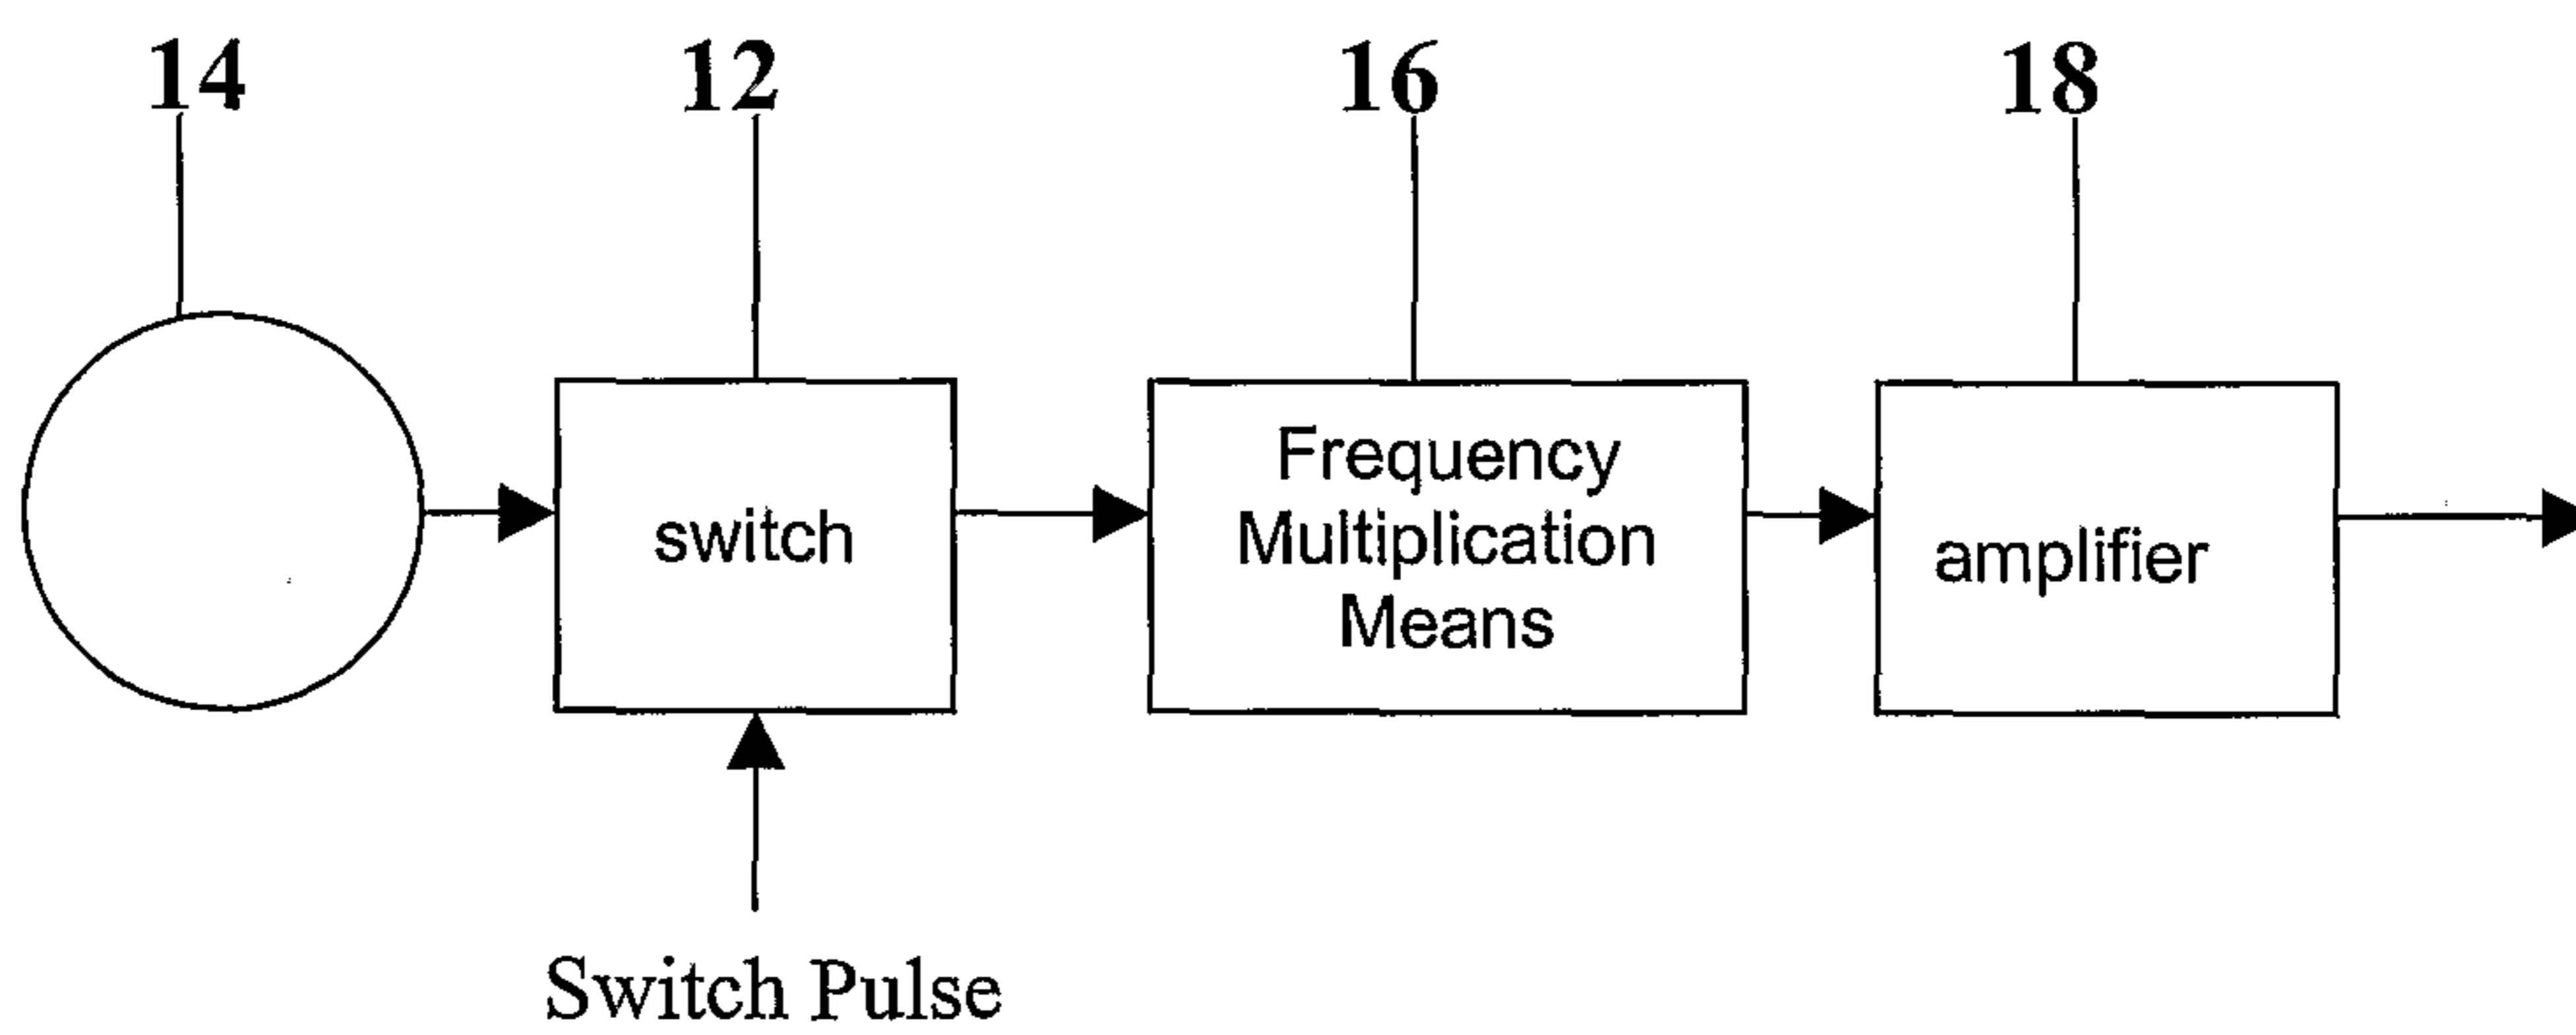 14
12
16
18
switch
Frequency
Multiplication
Means
amplifier
Switch Pulse